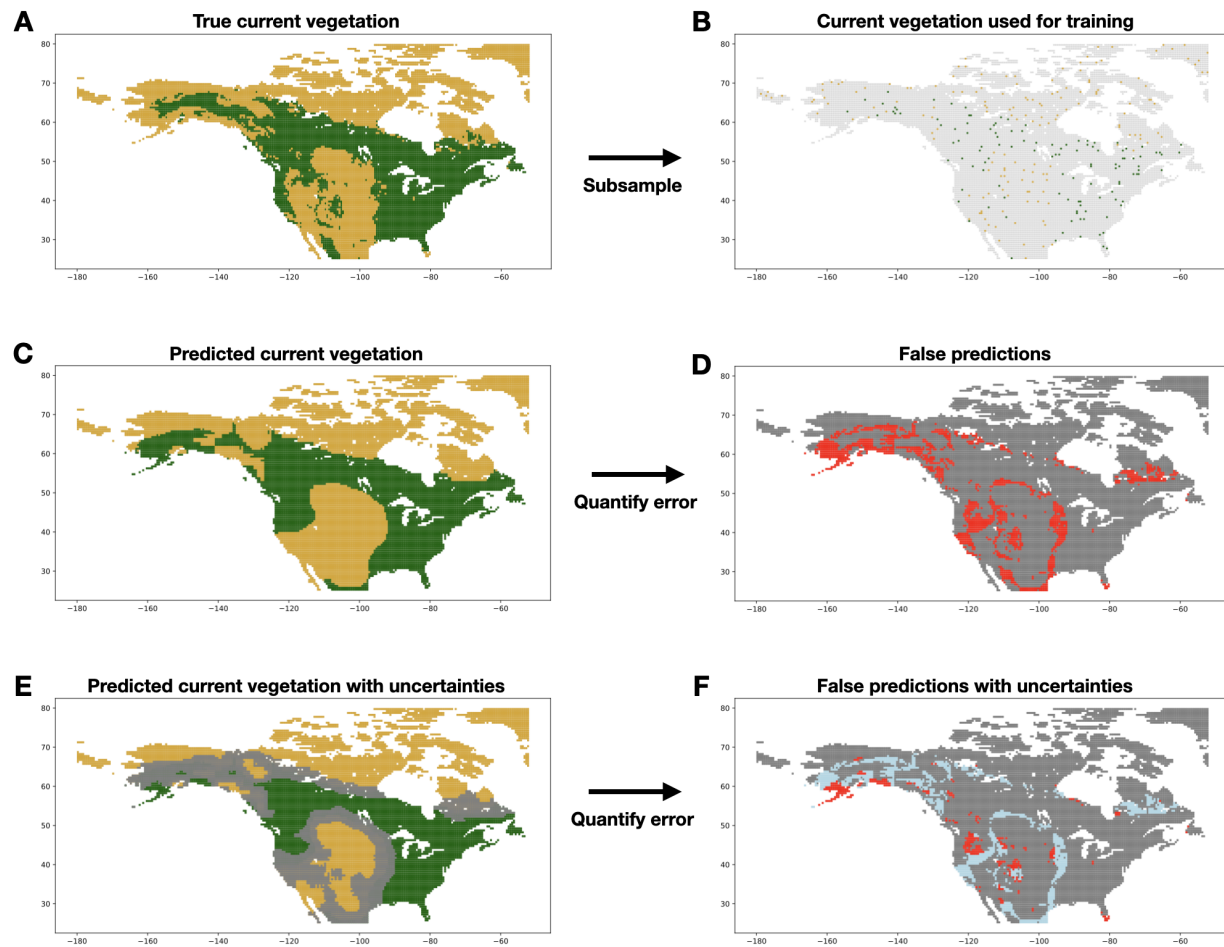 A
True current vegetation
B
Current vegetation used for training
80
70
60
50
40
30
−180 −160 −140 −120 −100 −80 −60
Subsample
80
70
60
50
40
30
−180 −160 −140 −120 −100 −80 −60
C
Predicted current vegetation
D
False predictions
80
70
60
50
40
30
−180 −160 −140 −120 −100 −80 −60
Quantify error
80
70
60
50
40
30
−180 −160 −140 −120 −100 −80 −60
E
Predicted current vegetation with uncertainties
F
False predictions with uncertainties
80
70
60
50
40
30
−180 −160 −140 −120 −100 −80 −60
Quantify error
80
70
60
50
40
30
−180 −160 −140 −120 −100 −80 −60